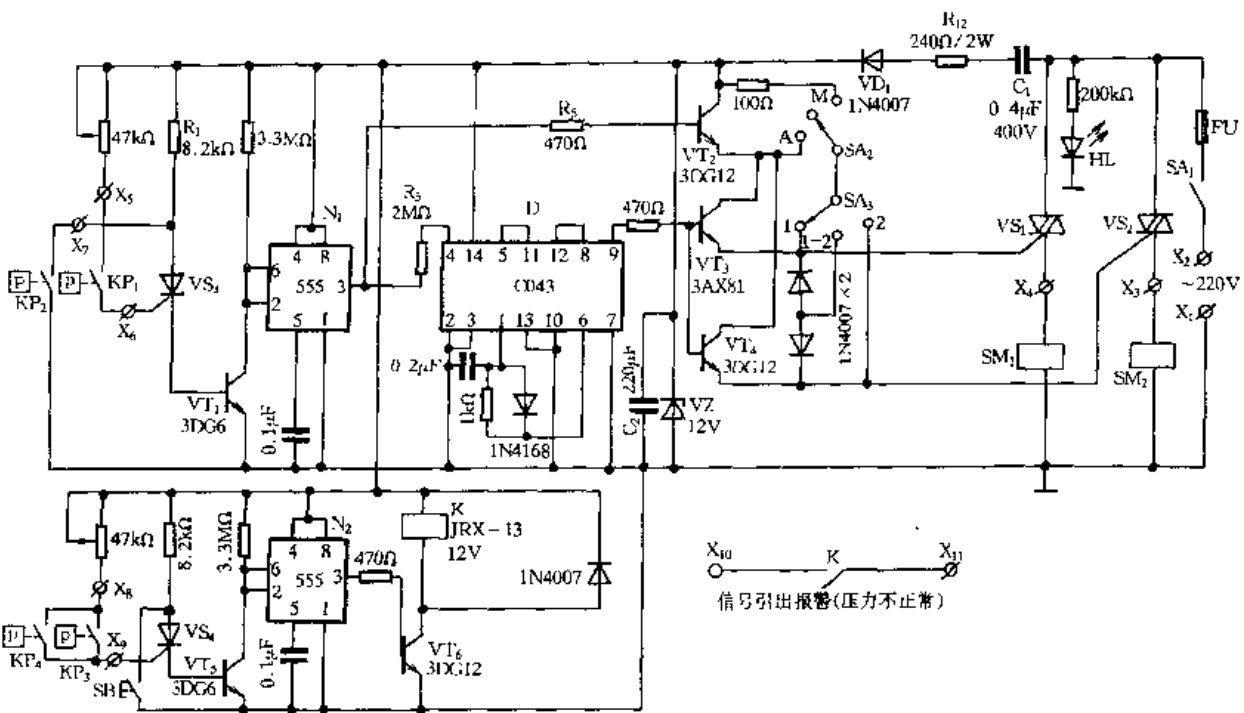 R₁₂
240Ω/2W
VD₁
1N4007
C₁
0.4μF
400V
200kΩ
HL
FU
SA₁
100Ω
M
A
SA₂
SA₃
1
1-2
2
R₅
470Ω
VT₂
3DG12
47kΩ
R₁
8.2kΩ
3.3MΩ
X₅
X₇
X₆
P
KP₂
P
KP₁
VS₃
N₁
4 8
6
2
555
3
5 1
R₃
2MΩ
D
4 14 5 11 12 8 9
C043
2 3 1 13 10 6 7
470Ω
VT₃
3AX81
VT₄
3DG12
1N4007×2
VS₁
VS₂
X₂
~220V
X₁
X₄
X₃
SM₁
SM₂
VT₁
3DG6
0.1μF
0.2μF
1kΩ
1N4168
220μF
C₂
VZ
12V
47kΩ
8.2kΩ
3.3MΩ
N₂
4 8
6
2
555
3
5 1
470Ω
K
JRX-13
12V
1N4007
X₈
X₉
P
KP₄
P
KP₃
SB
VS₄
VT₅
3DG6
0.1μF
VT₆
3DG12
X₁₀
K
X₁₁
信号引出报警(压力不正常)